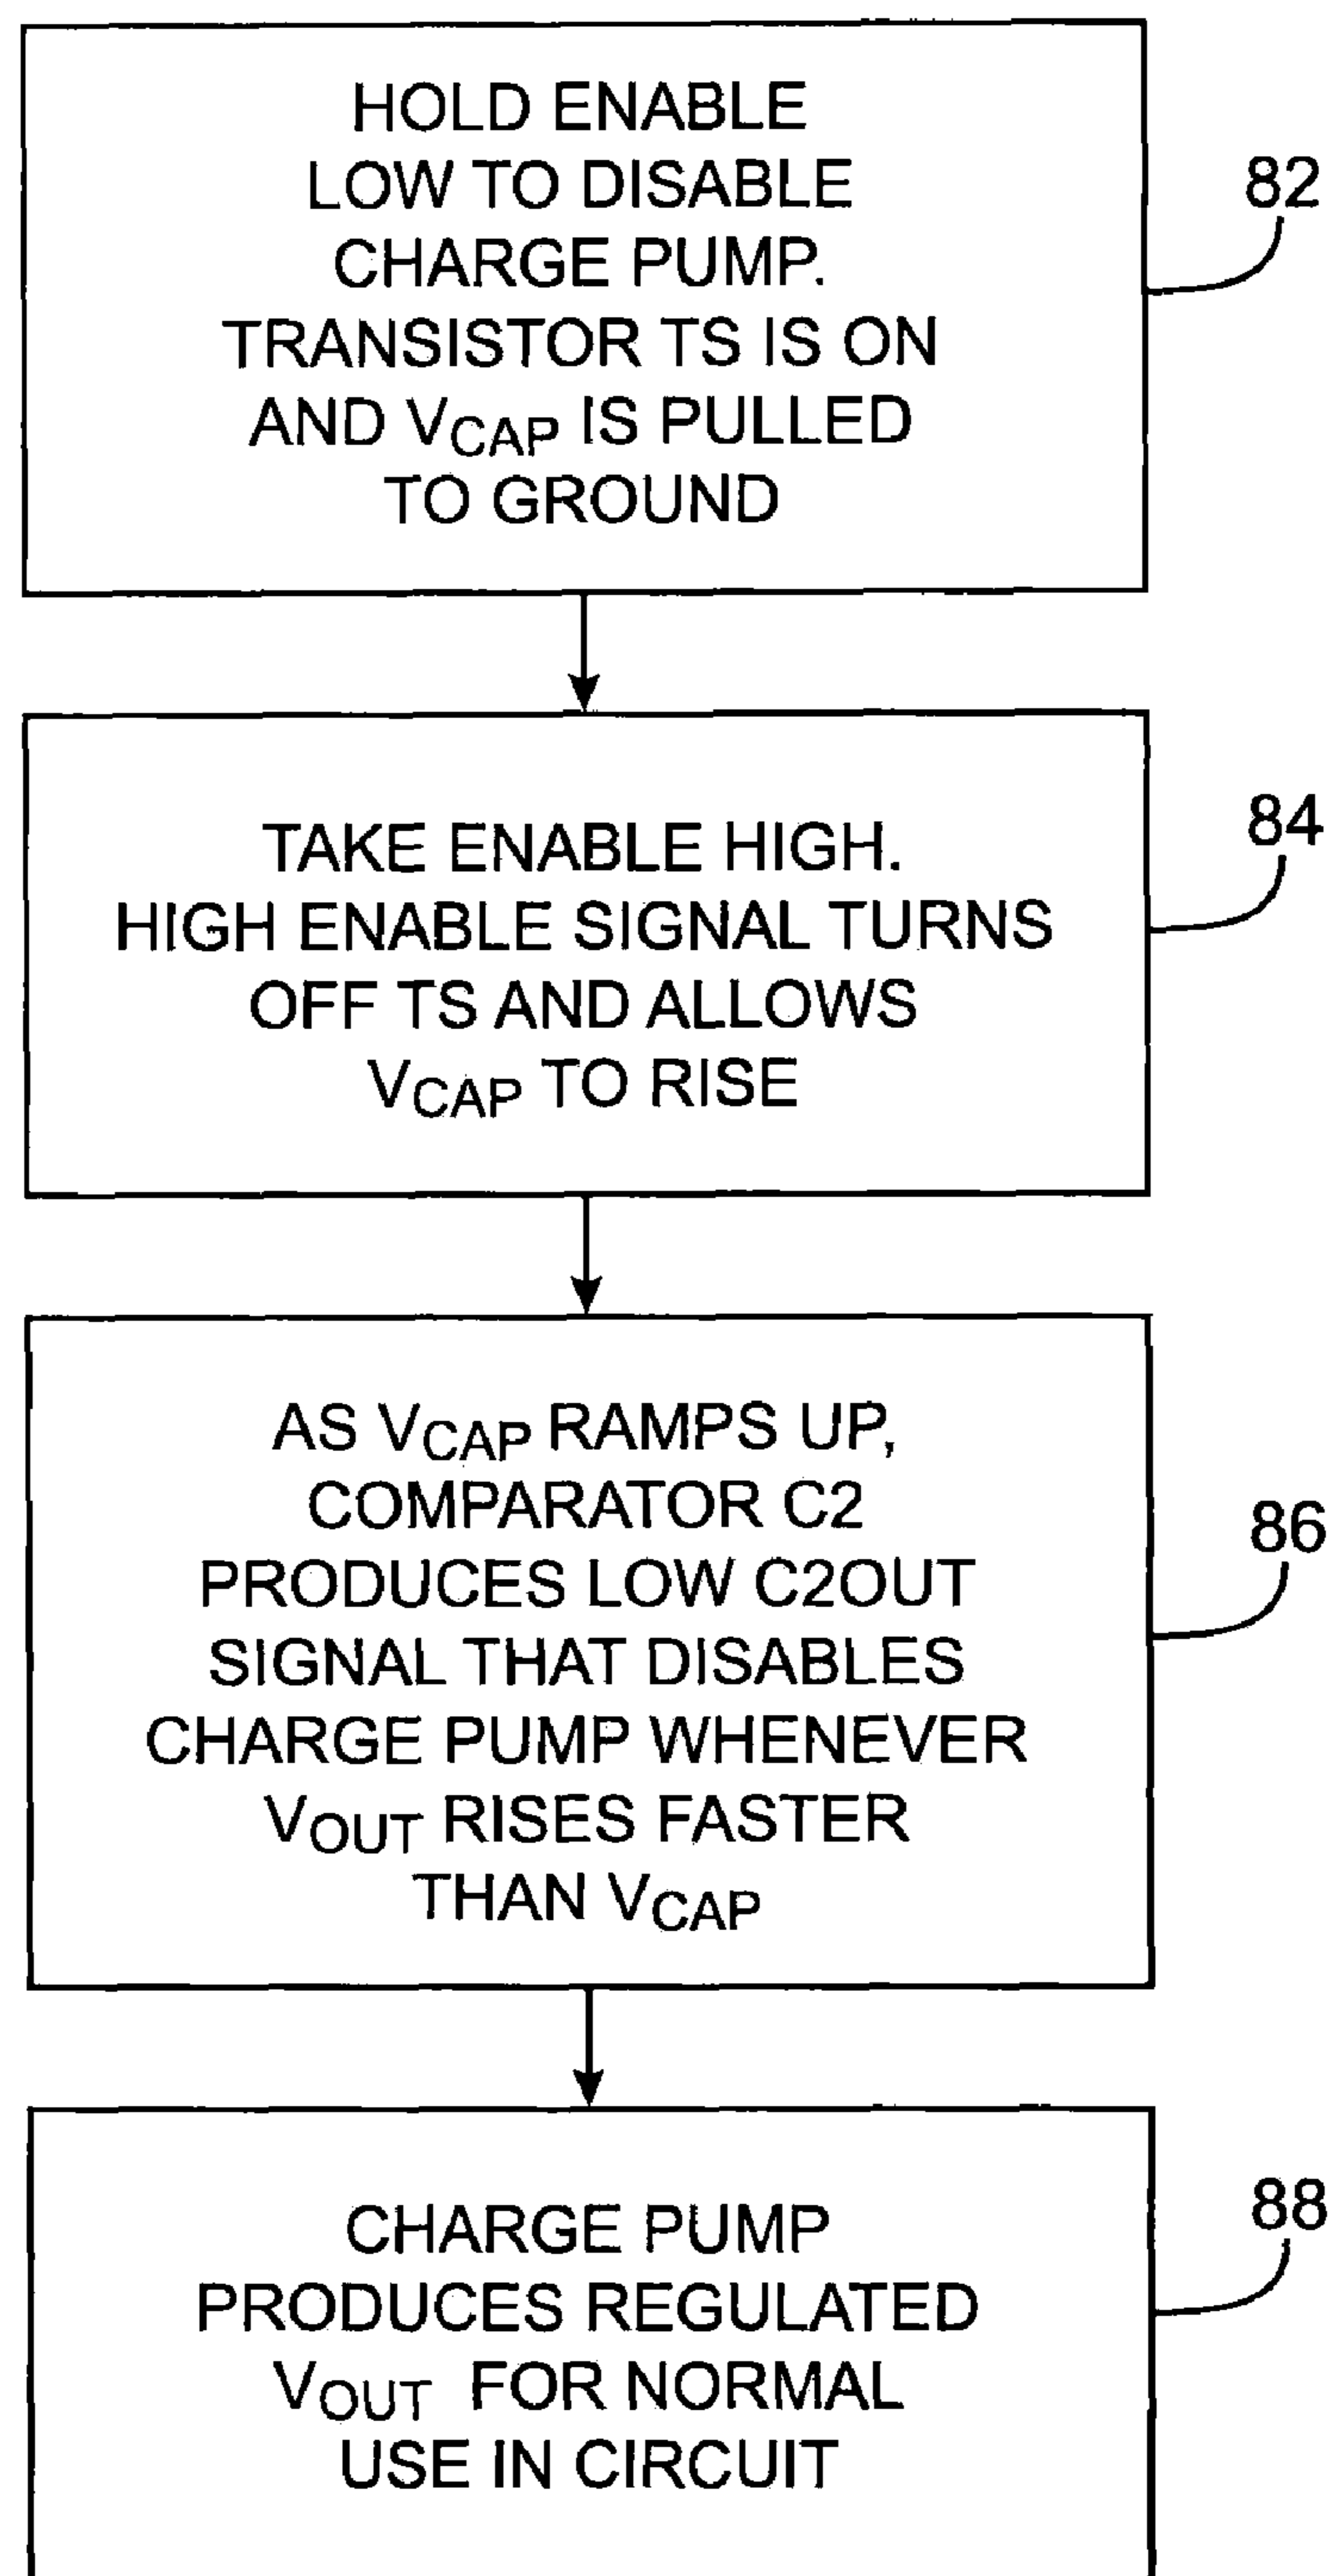 HOLD ENABLE
LOW TO DISABLE
CHARGE PUMP.
TRANSISTOR TS IS ON
AND VCAP IS PULLED
TO GROUND
82
TAKE ENABLE HIGH.
HIGH ENABLE SIGNAL TURNS
OFF TS AND ALLOWS
VCAP TO RISE
84
AS VCAP RAMPS UP,
COMPARATOR C2
PRODUCES LOW C2OUT
SIGNAL THAT DISABLES
CHARGE PUMP WHENEVER
VOUT RISES FASTER
THAN VCAP
86
CHARGE PUMP
PRODUCES REGULATED
VOUT FOR NORMAL
USE IN CIRCUIT
88